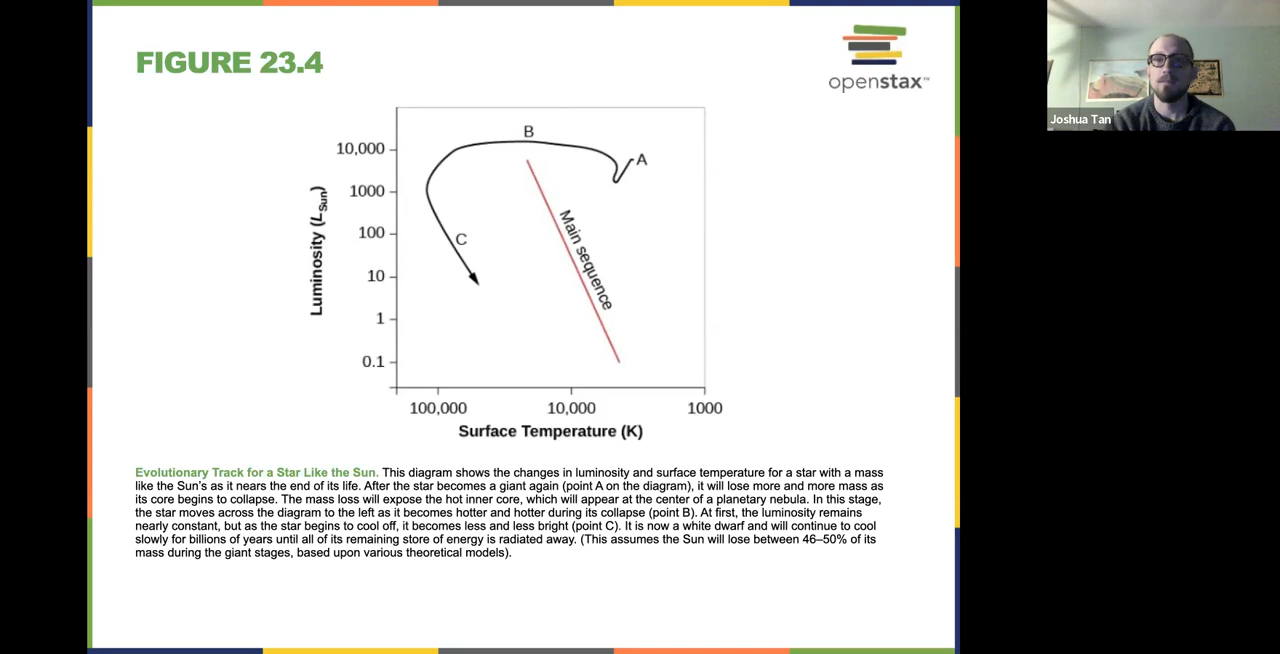 FIGURE 23.4
openstax™
Joshua Tan
B
A
10,000
1000
100
10
1
0.1
Luminosity (LSun)
C
Main sequence
100,000
10,000
1000
Surface Temperature (K)
Evolutionary Track for a Star Like the Sun. This diagram shows the changes in luminosity and surface temperature for a star with a mass
like the Sun's as it nears the end of its life. After the star becomes a giant again (point A on the diagram), it will lose more and more mass as
its core begins to collapse. The mass loss will expose the hot inner core, which will appear at the center of a planetary nebula. In this stage,
the star moves across the diagram to the left as it becomes hotter and hotter during its collapse (point B). At first, the luminosity remains
nearly constant, but as the star begins to cool off, it becomes less and less bright (point C). It is now a white dwarf and will continue to cool
slowly for billions of years until all of its remaining store of energy is radiated away. (This assumes the Sun will lose between 46–50% of its
mass during the giant stages, based upon various theoretical models).